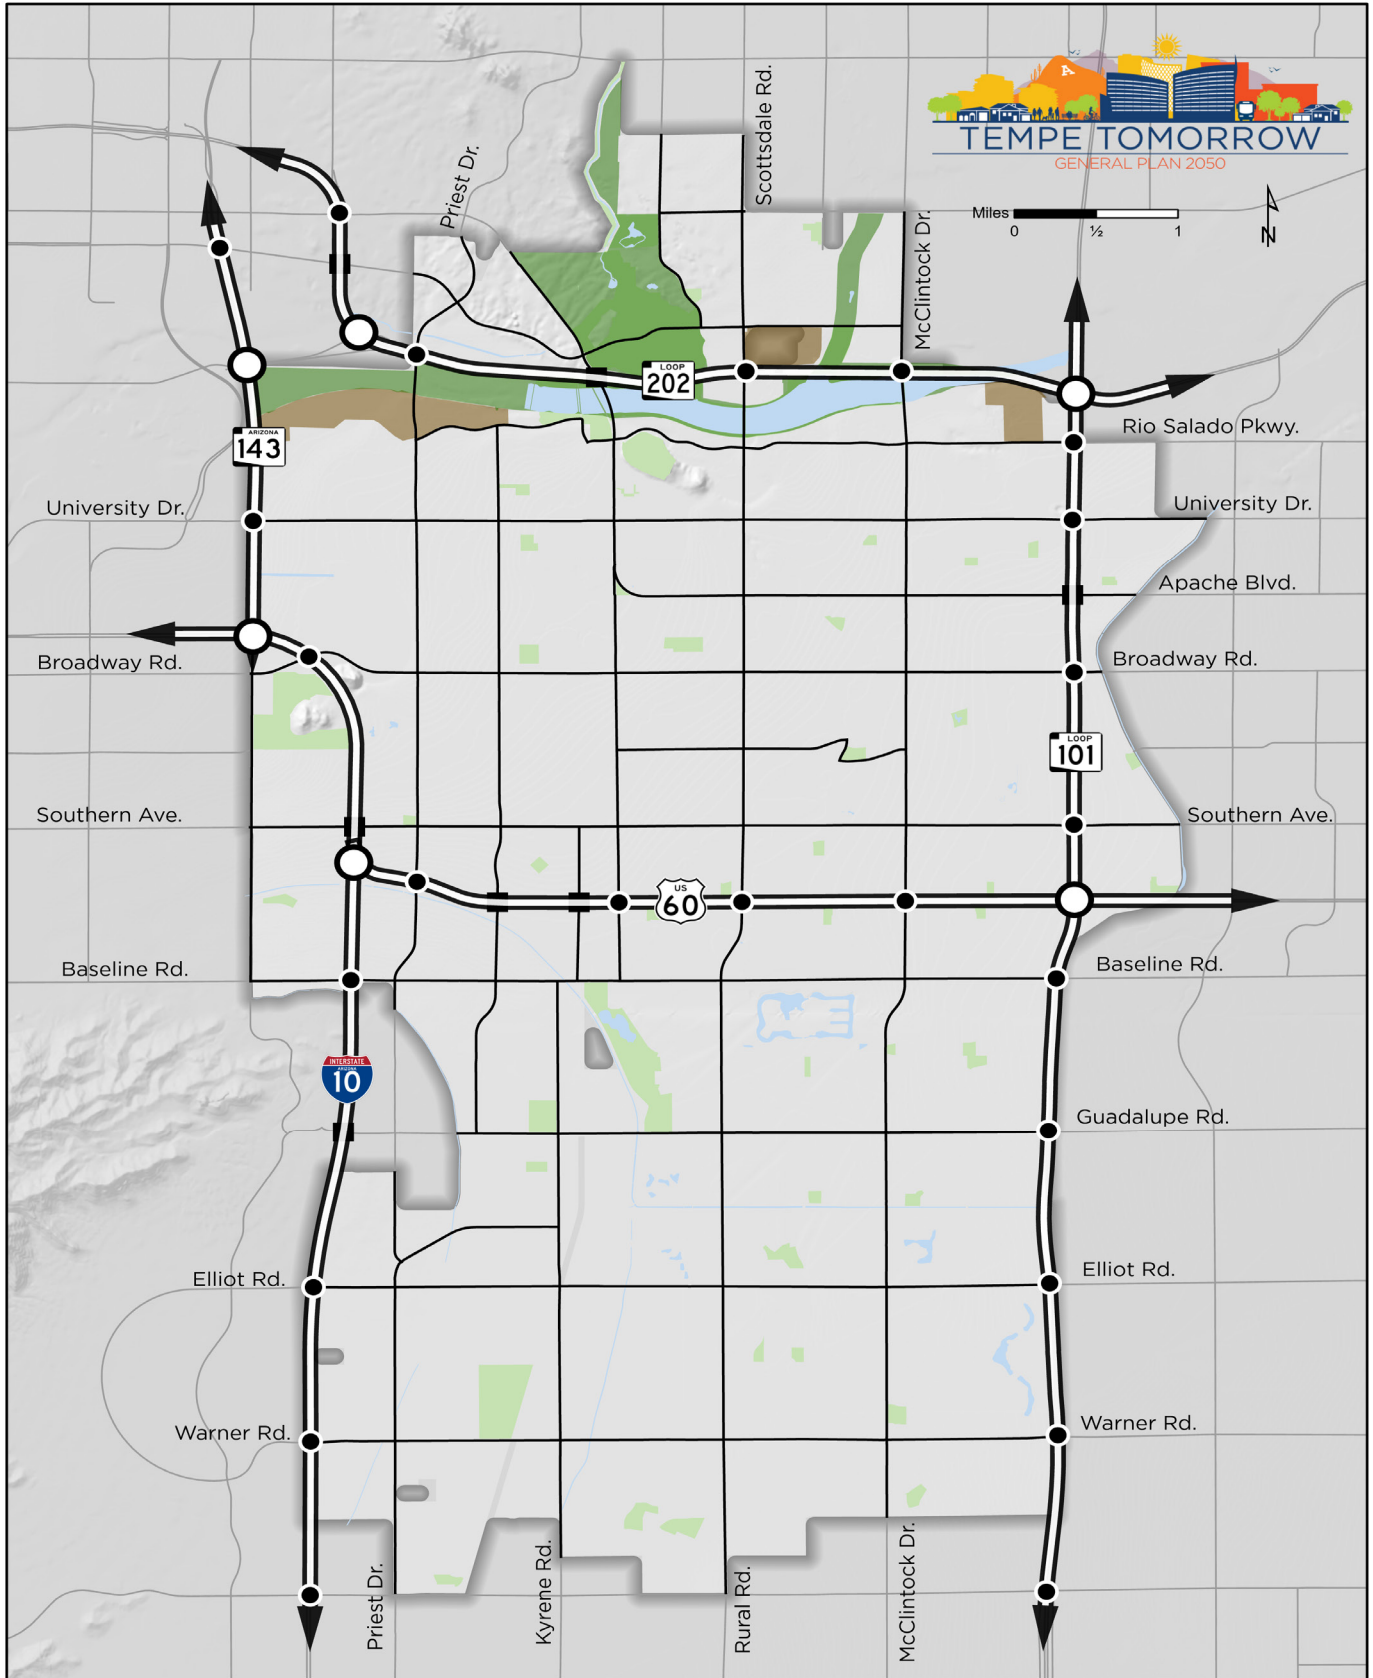 Scottsdale Rd.
A
TEMPE TOMORROW
GENERAL PLAN 2050
Priest Dr.
Miles
0 ½ 1
N
McClintock Dr.
LOOP
202
Rio Salado Pkwy.
ARIZONA
143
University Dr.
University Dr.
Apache Blvd.
Broadway Rd.
Broadway Rd.
LOOP
101
Southern Ave.
Southern Ave.
US
60
Baseline Rd.
Baseline Rd.
INTERSTATE
ARIZONA
10
Guadalupe Rd.
Elliot Rd.
Elliot Rd.
Warner Rd.
Warner Rd.
Priest Dr.
Kyrene Rd.
Rural Rd.
McClintock Dr.